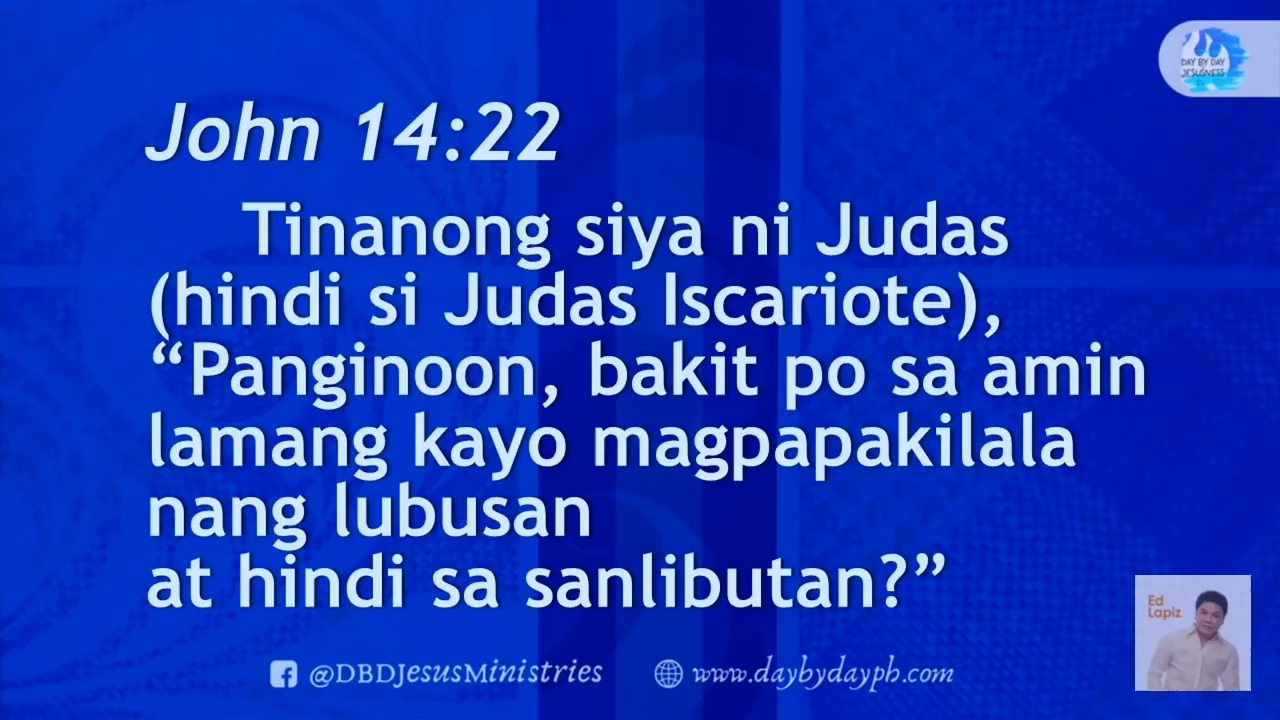 DAY BY DAY
JESUSNESS
John 14:22
Tinanong siya ni Judas
(hindi si Judas Iscariote),
“Panginoon, bakit po sa amin
lamang kayo magpapakilala
nang lubusan
at hindi sa sanlibutan?”
Ed
Lapiz
@DBDJesusMinistries
www.daybydayph.com